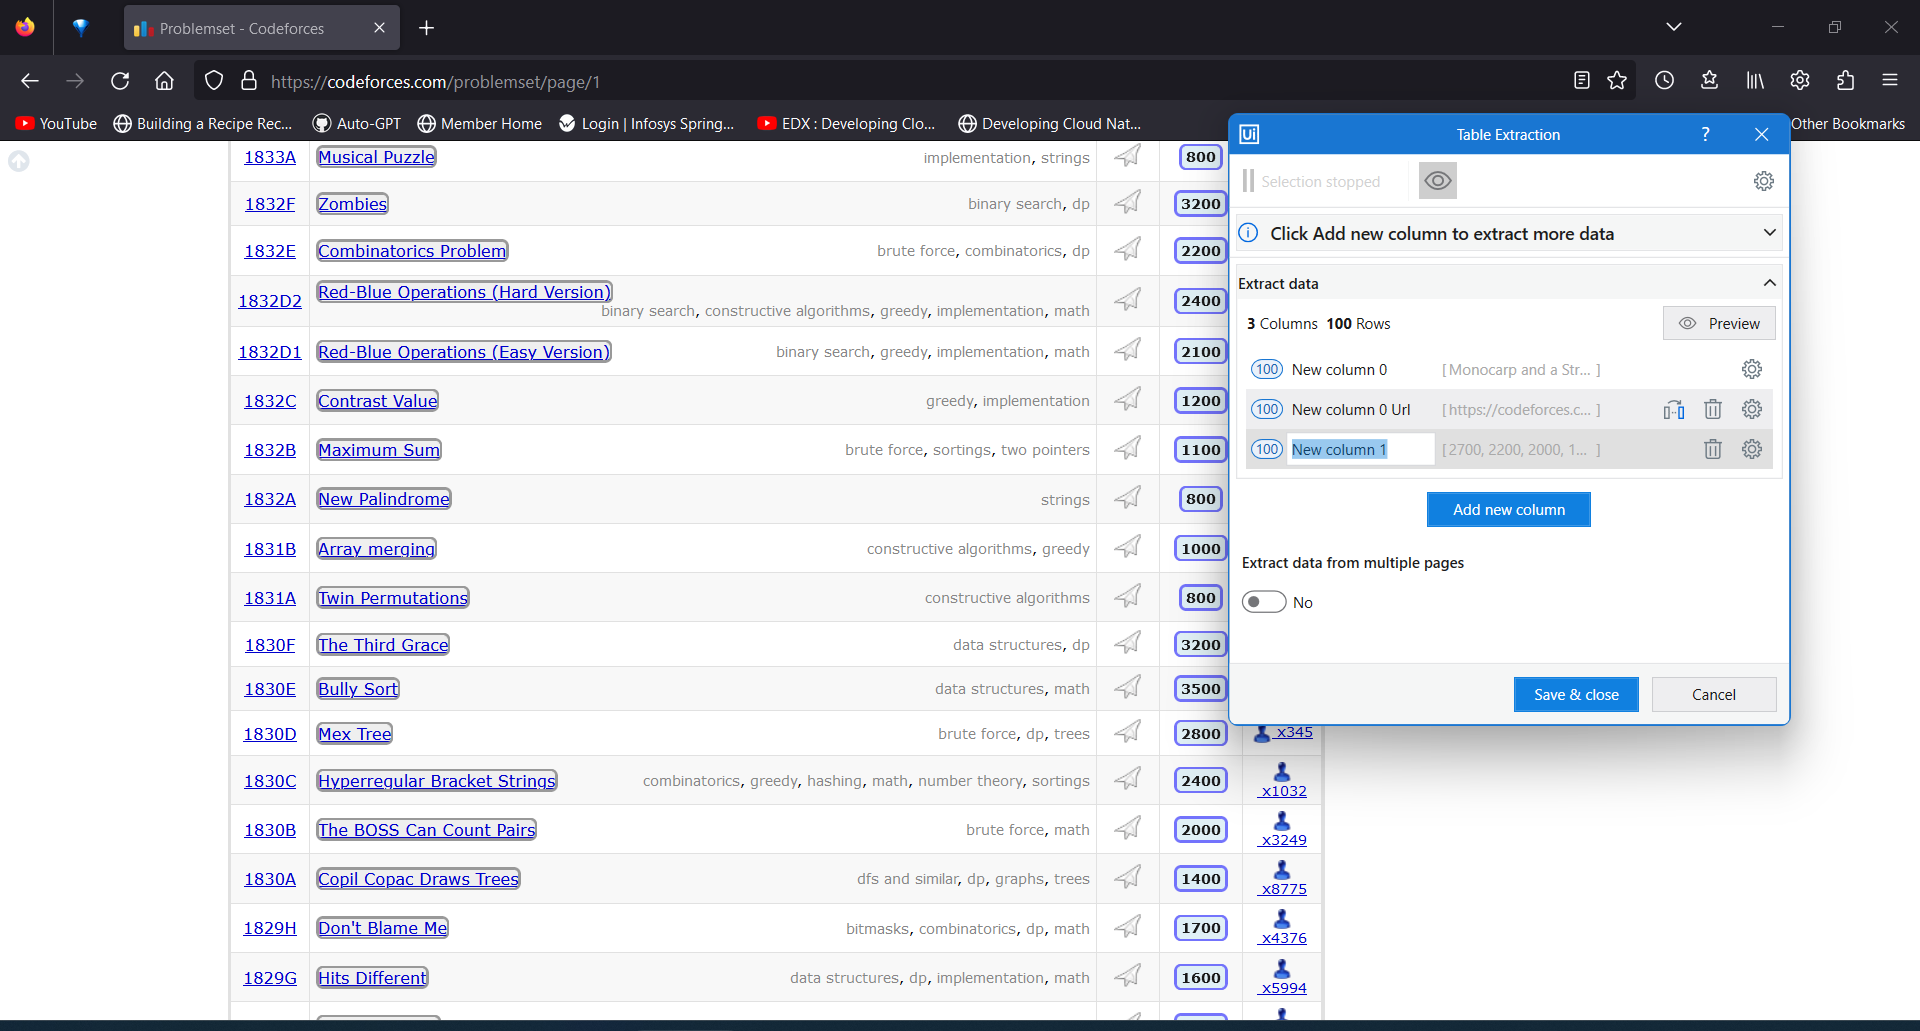 Problemset - Codeforces
https://codeforces.com/problemset/page/1
YouTube
Building a Recipe Rec...
Auto-GPT
Member Home
Login | Infosys Spring...
EDX : Developing Clo...
Developing Cloud Nat...
Other Bookmarks
1833A Musical Puzzle implementation, strings 800
1832F Zombies binary search, dp 3200
1832E Combinatorics Problem brute force, combinatorics, dp 2200
1832D2 Red-Blue Operations (Hard Version) binary search, constructive algorithms, greedy, implementation, math 2400
1832D1 Red-Blue Operations (Easy Version) binary search, greedy, implementation, math 2100
1832C Contrast Value greedy, implementation 1200
1832B Maximum Sum brute force, sortings, two pointers 1100
1832A New Palindrome strings 800
1831B Array merging constructive algorithms, greedy 1000
1831A Twin Permutations constructive algorithms 800
1830F The Third Grace data structures, dp 3200
1830E Bully Sort data structures, math 3500
1830D Mex Tree brute force, dp, trees 2800 x345
1830C Hyperregular Bracket Strings combinatorics, greedy, hashing, math, number theory, sortings 2400 x1032
1830B The BOSS Can Count Pairs brute force, math 2000 x3249
1830A Copil Copac Draws Trees dfs and similar, dp, graphs, trees 1400 x8775
1829H Don't Blame Me bitmasks, combinatorics, dp, math 1700 x4376
1829G Hits Different data structures, dp, implementation, math 1600 x5994
Ui Table Extraction ?
Selection stopped
Click Add new column to extract more data
Extract data
3 Columns 100 Rows Preview
100 New column 0 [ Monocarp and a Str... ]
100 New column 0 Url [ https://codeforces.c... ]
100 New column 1 [ 2700, 2200, 2000, 1... ]
Add new column
Extract data from multiple pages
No
Save & close Cancel